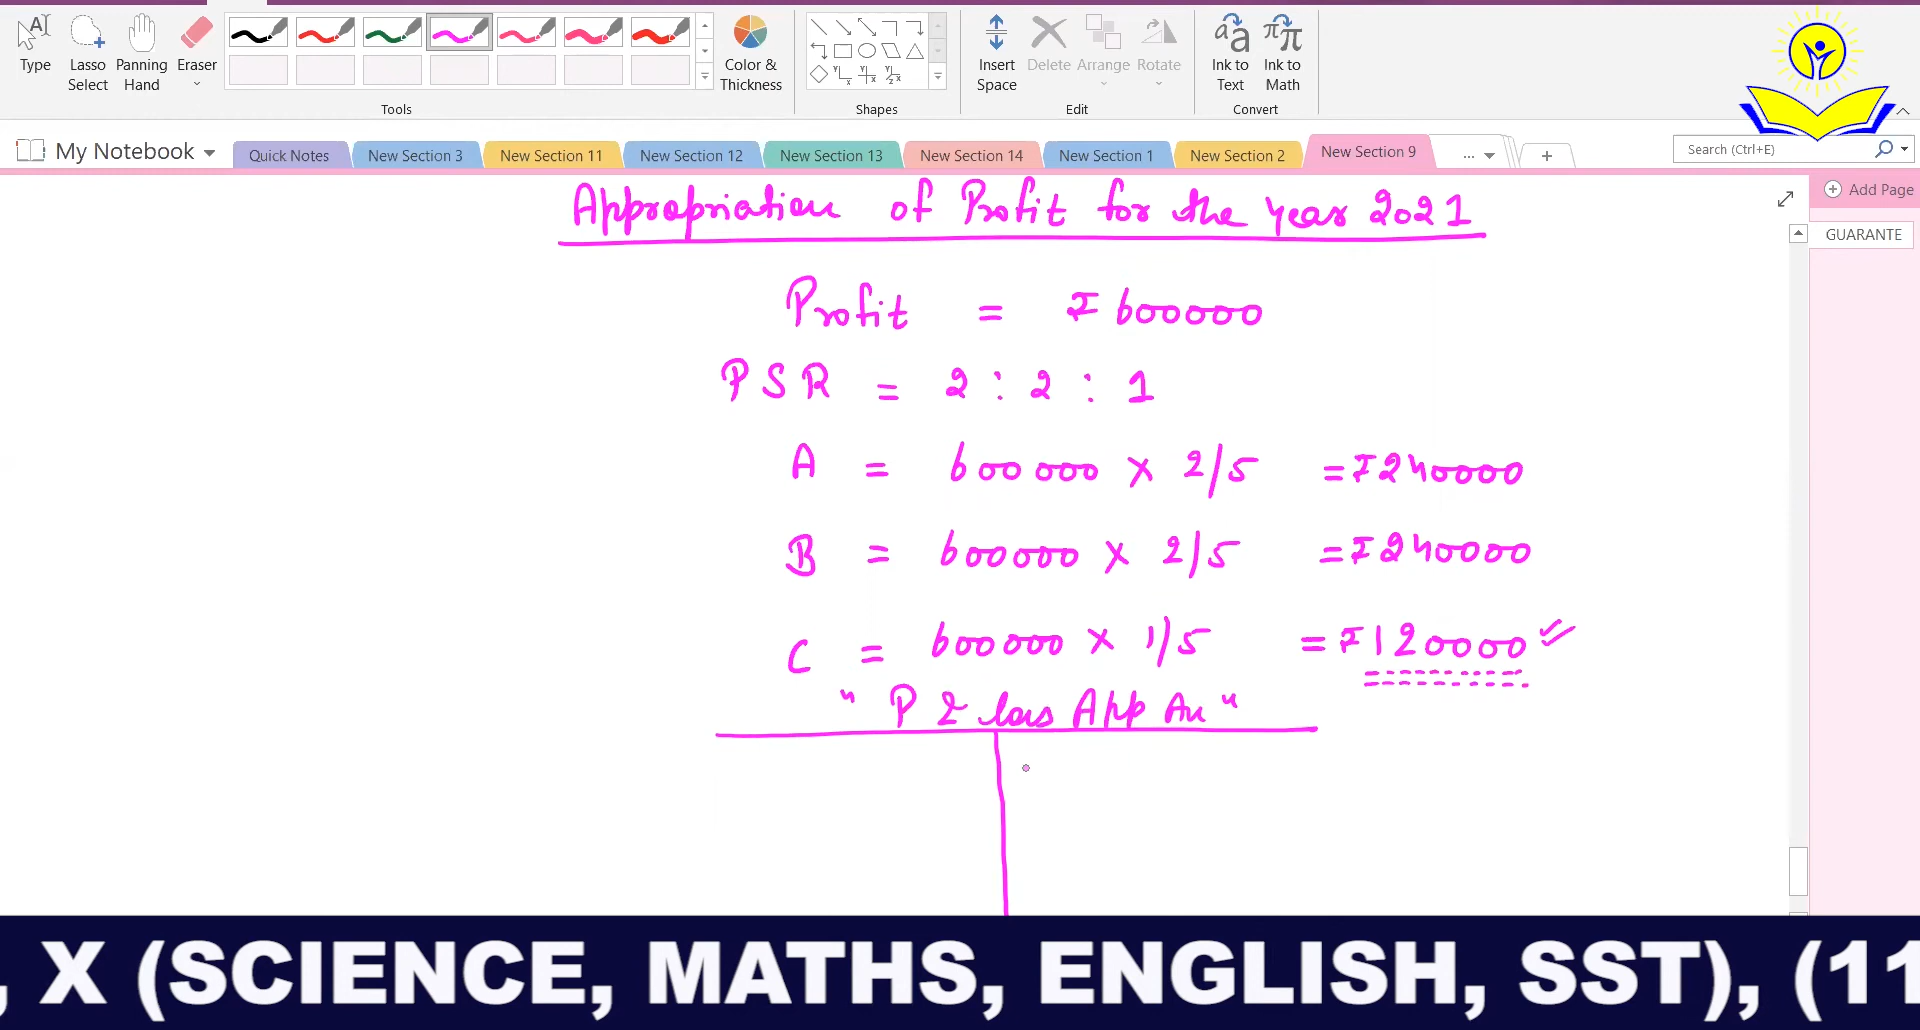 Type
Lasso Select
Panning Hand
Eraser
Color & Thickness
Insert Space
Delete
Arrange
Rotate
Ink to Text
Ink to Math
Tools
Shapes
Edit
Convert
My Notebook
Quick Notes
New Section 3
New Section 11
New Section 12
New Section 13
New Section 14
New Section 1
New Section 2
New Section 9
...
Search (Ctrl+E)
Add Page
GUARANTE
Appropriation of Profit for the Year 2021
Profit = ₹ 600000
PSR = 2 : 2 : 1
A = 600000 × 2/5 = ₹240000
B = 600000 × 2/5 = ₹240000
C = 600000 × 1/5 = ₹120000
" P & loss App A/c "
, X (SCIENCE, MATHS, ENGLISH, SST), (11